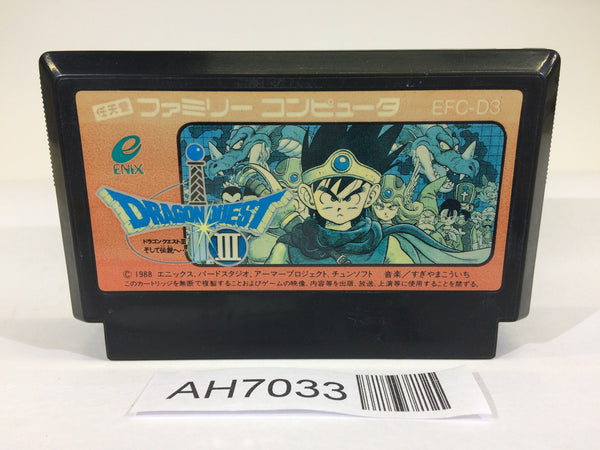 任天堂 ファミリー コンピュータ EFC-D3
ENIX
DRAGON QUEST
III
ドラゴンクエストIII
そして伝説へ…
© 1988 エニックス, バードスタジオ, アーマープロジェクト, チュンソフト 音楽/すぎやまこういち
このカートリッジを無断で複製することおよびゲームの映像、内容等を出版、放送、上演等に使用することを禁ずる。
AH7033